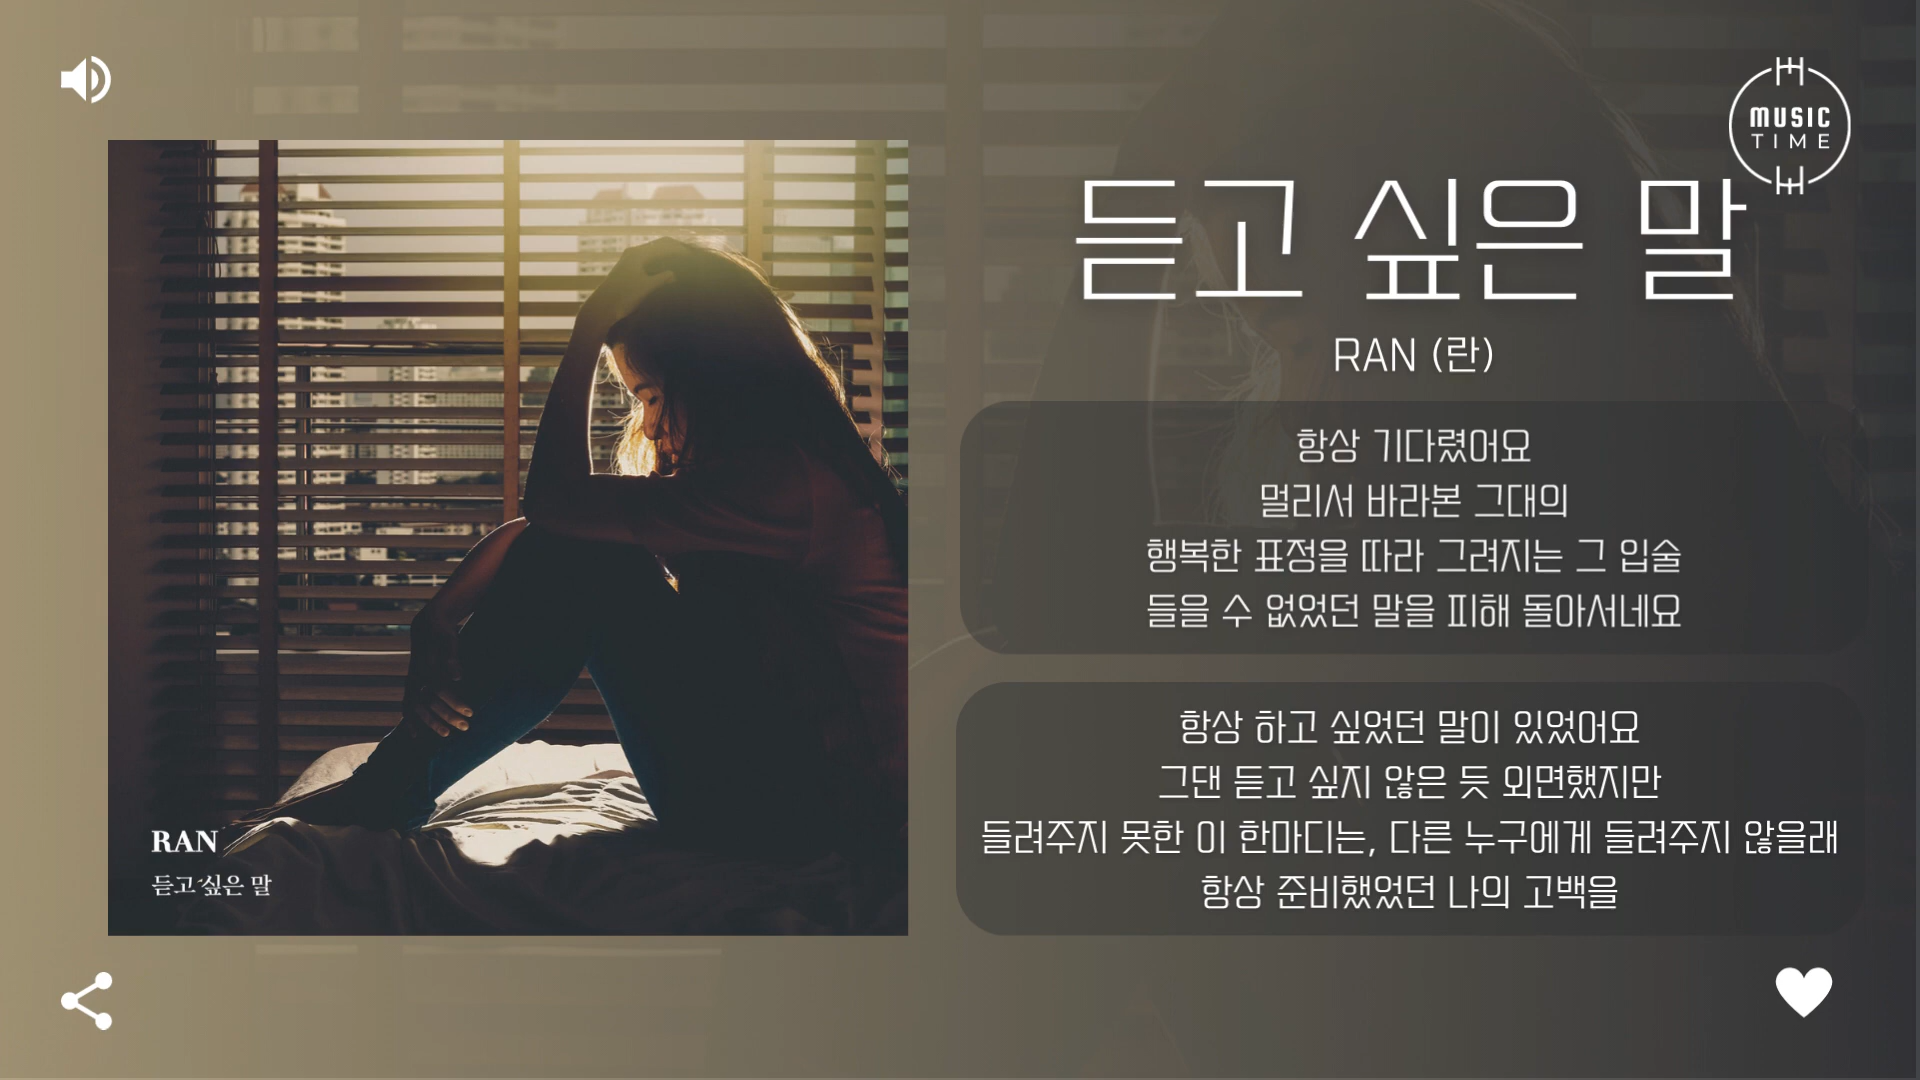 MUSIC
TIME
듣고 싶은 말
RAN (란)
항상 기다렸어요
멀리서 바라본 그대의
행복한 표정을 따라 그려지는 그 입술
들을 수 없었던 말을 피해 돌아서네요
항상 하고 싶었던 말이 있었어요
그댄 듣고 싶지 않은 듯 외면했지만
들려주지 못한 이 한마디는, 다른 누구에게 들려주지 않을래
항상 준비했었던 나의 고백을
RAN
듣고 싶은 말